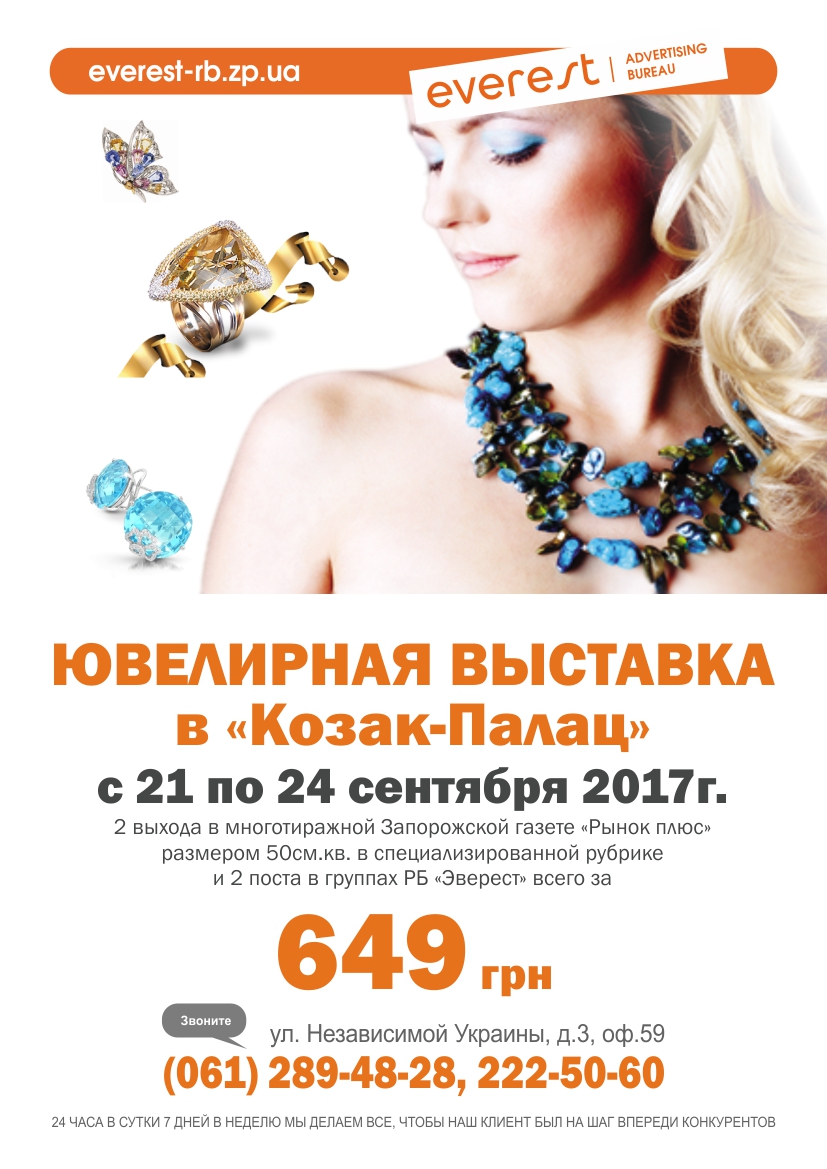 everest-rb.zp.ua
everest | ADVERTISING
BUREAU
ЮВЕЛИРНАЯ ВЫСТАВКА
в «Козак-Палац»
с 21 по 24 сентября 2017г.
2 выхода в многотиражной Запорожской газете «Рынок плюс»
размером 50см.кв. в специализированной рубрике
и 2 поста в группах РБ «Эверест» всего за
649 грн
Звоните
ул. Независимой Украины, д.3, оф.59
(061) 289-48-28, 222-50-60
24 ЧАСА В СУТКИ 7 ДНЕЙ В НЕДЕЛЮ МЫ ДЕЛАЕМ ВСЕ, ЧТОБЫ НАШ КЛИЕНТ БЫЛ НА ШАГ ВПЕРЕДИ КОНКУРЕНТОВ